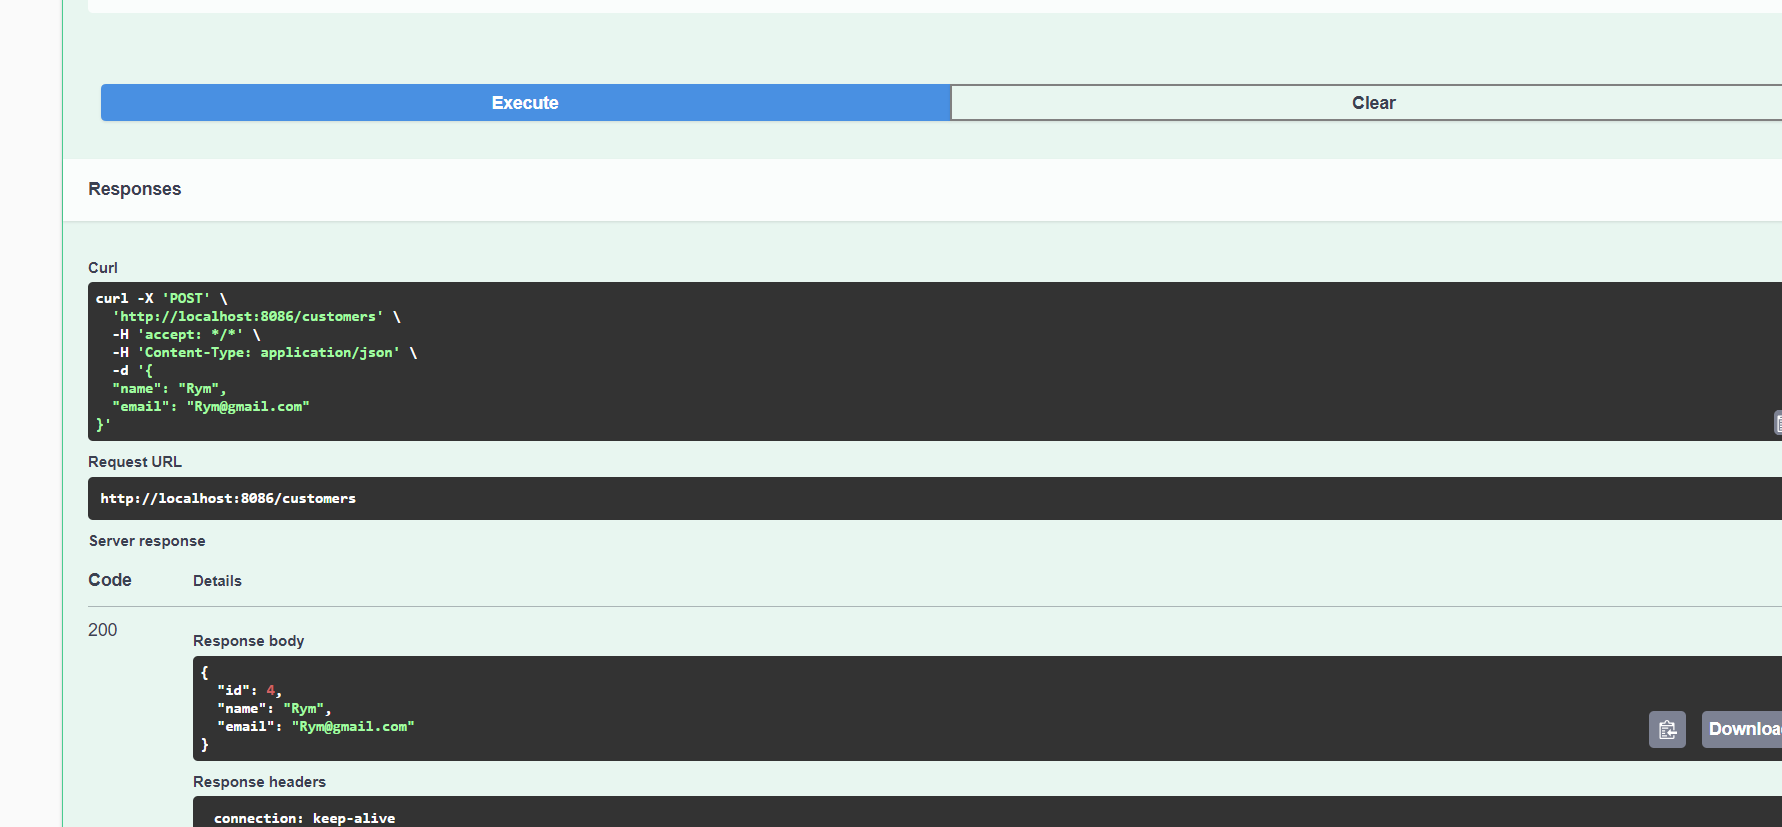 Execute
Clear
Responses
Curl
curl -X 'POST' \
  'http://localhost:8086/customers' \
  -H 'accept: */*' \
  -H 'Content-Type: application/json' \
  -d '{
  "name": "Rym",
  "email": "Rym@gmail.com"
}'
Request URL
http://localhost:8086/customers
Server response
Code Details
200
Response body
{
  "id": 4,
  "name": "Rym",
  "email": "Rym@gmail.com"
}
Response headers
connection: keep-alive